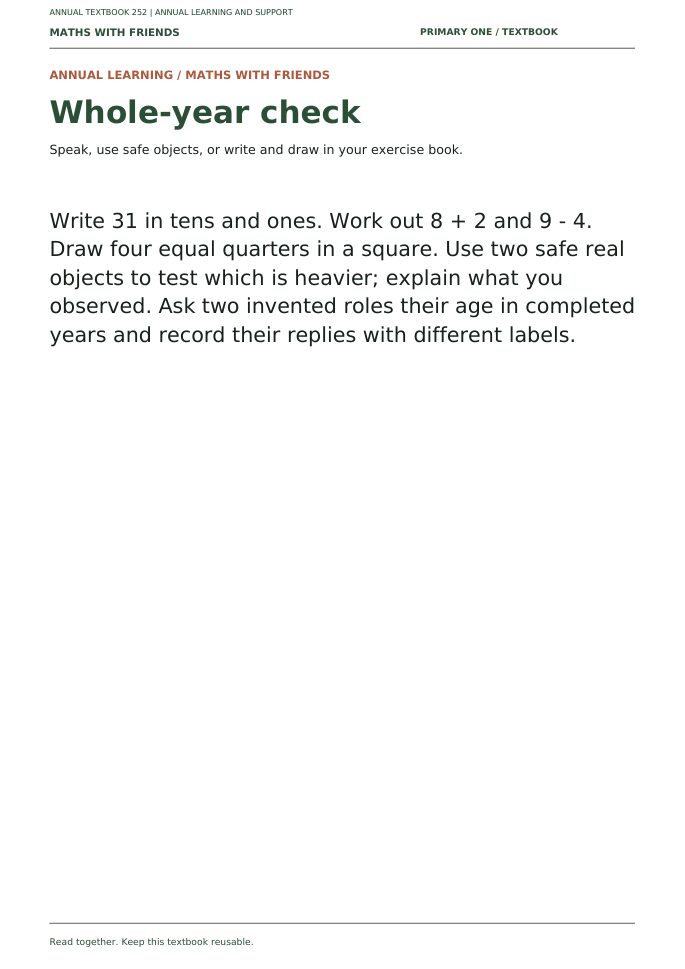 ANNUAL TEXTBOOK 252 | ANNUAL LEARNING AND SUPPORT
MATHS WITH FRIENDS
PRIMARY ONE / TEXTBOOK
ANNUAL LEARNING / MATHS WITH FRIENDS
Whole-year check
Speak, use safe objects, or write and draw in your exercise book.
Write 31 in tens and ones. Work out 8 + 2 and 9 - 4.
Draw four equal quarters in a square. Use two safe real
objects to test which is heavier; explain what you
observed. Ask two invented roles their age in completed
years and record their replies with different labels.
Read together. Keep this textbook reusable.